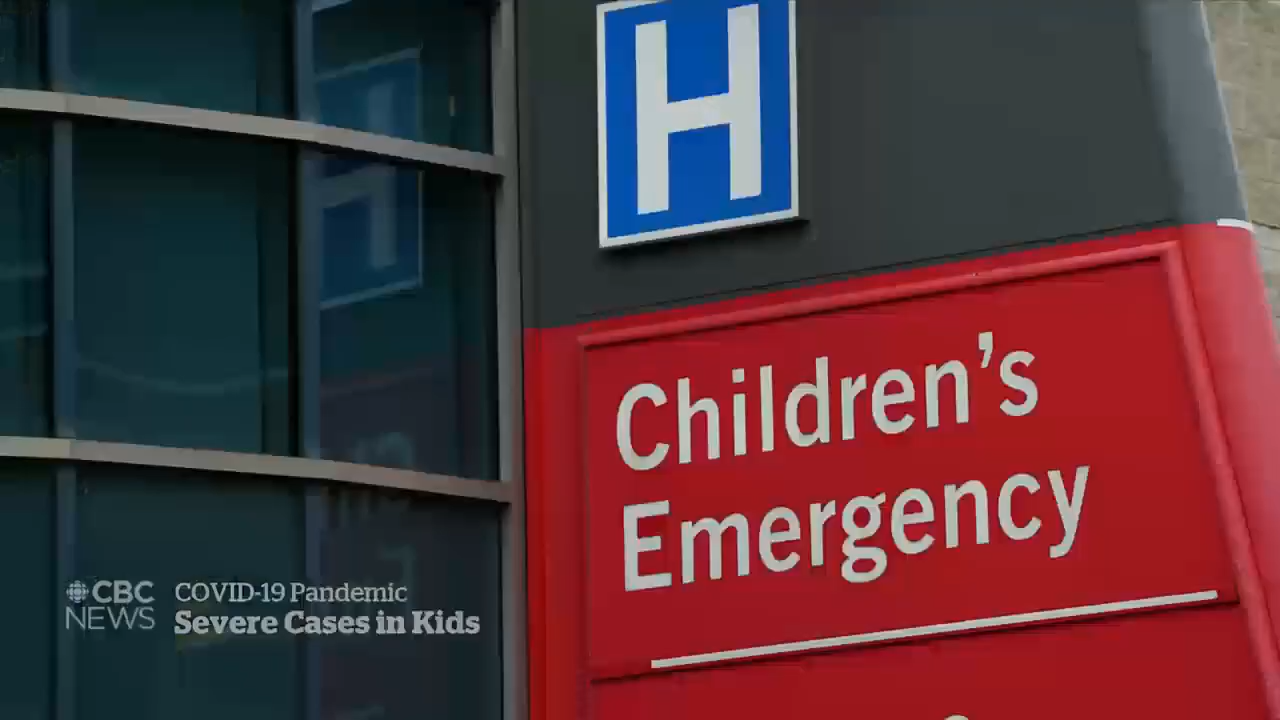 H
Children's
Emergency
CBC
NEWS
COVID-19 Pandemic
Severe Cases in Kids